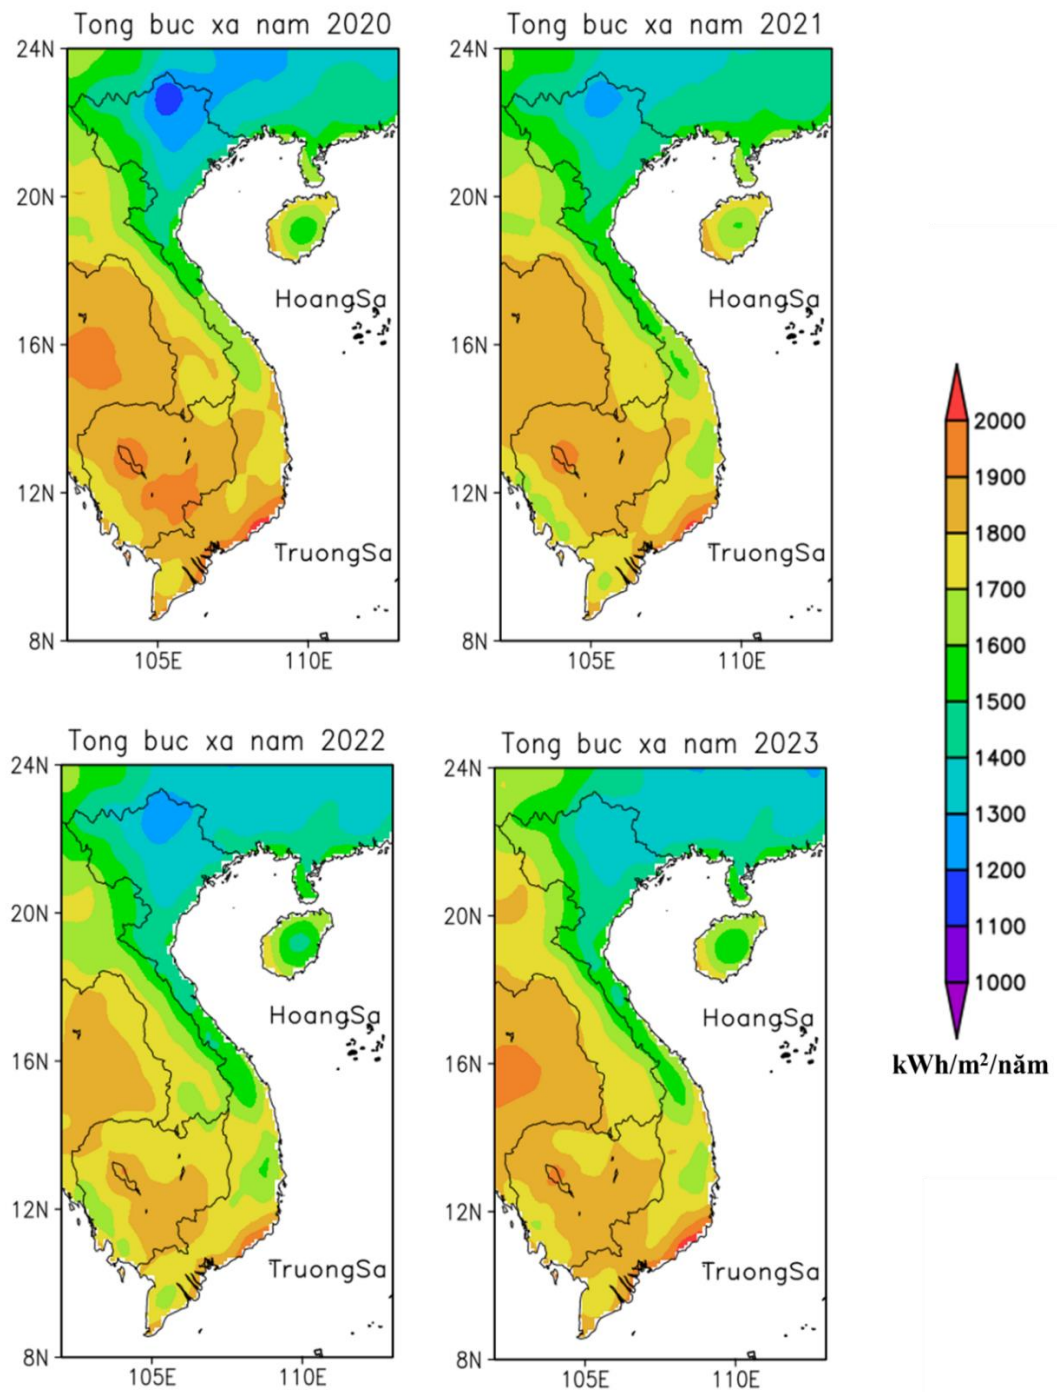 Tong buc xa nam 2020
24N
20N
16N
12N
8N
105E
110E
HoangSa
TruongSa
Tong buc xa nam 2021
24N
20N
16N
12N
8N
105E
110E
HoangSa
TruongSa
Tong buc xa nam 2022
24N
20N
16N
12N
8N
105E
110E
HoangSa
TruongSa
Tong buc xa nam 2023
24N
20N
16N
12N
8N
105E
110E
HoangSa
TruongSa
2000
1900
1800
1700
1600
1500
1400
1300
1200
1100
1000
kWh/m²/năm